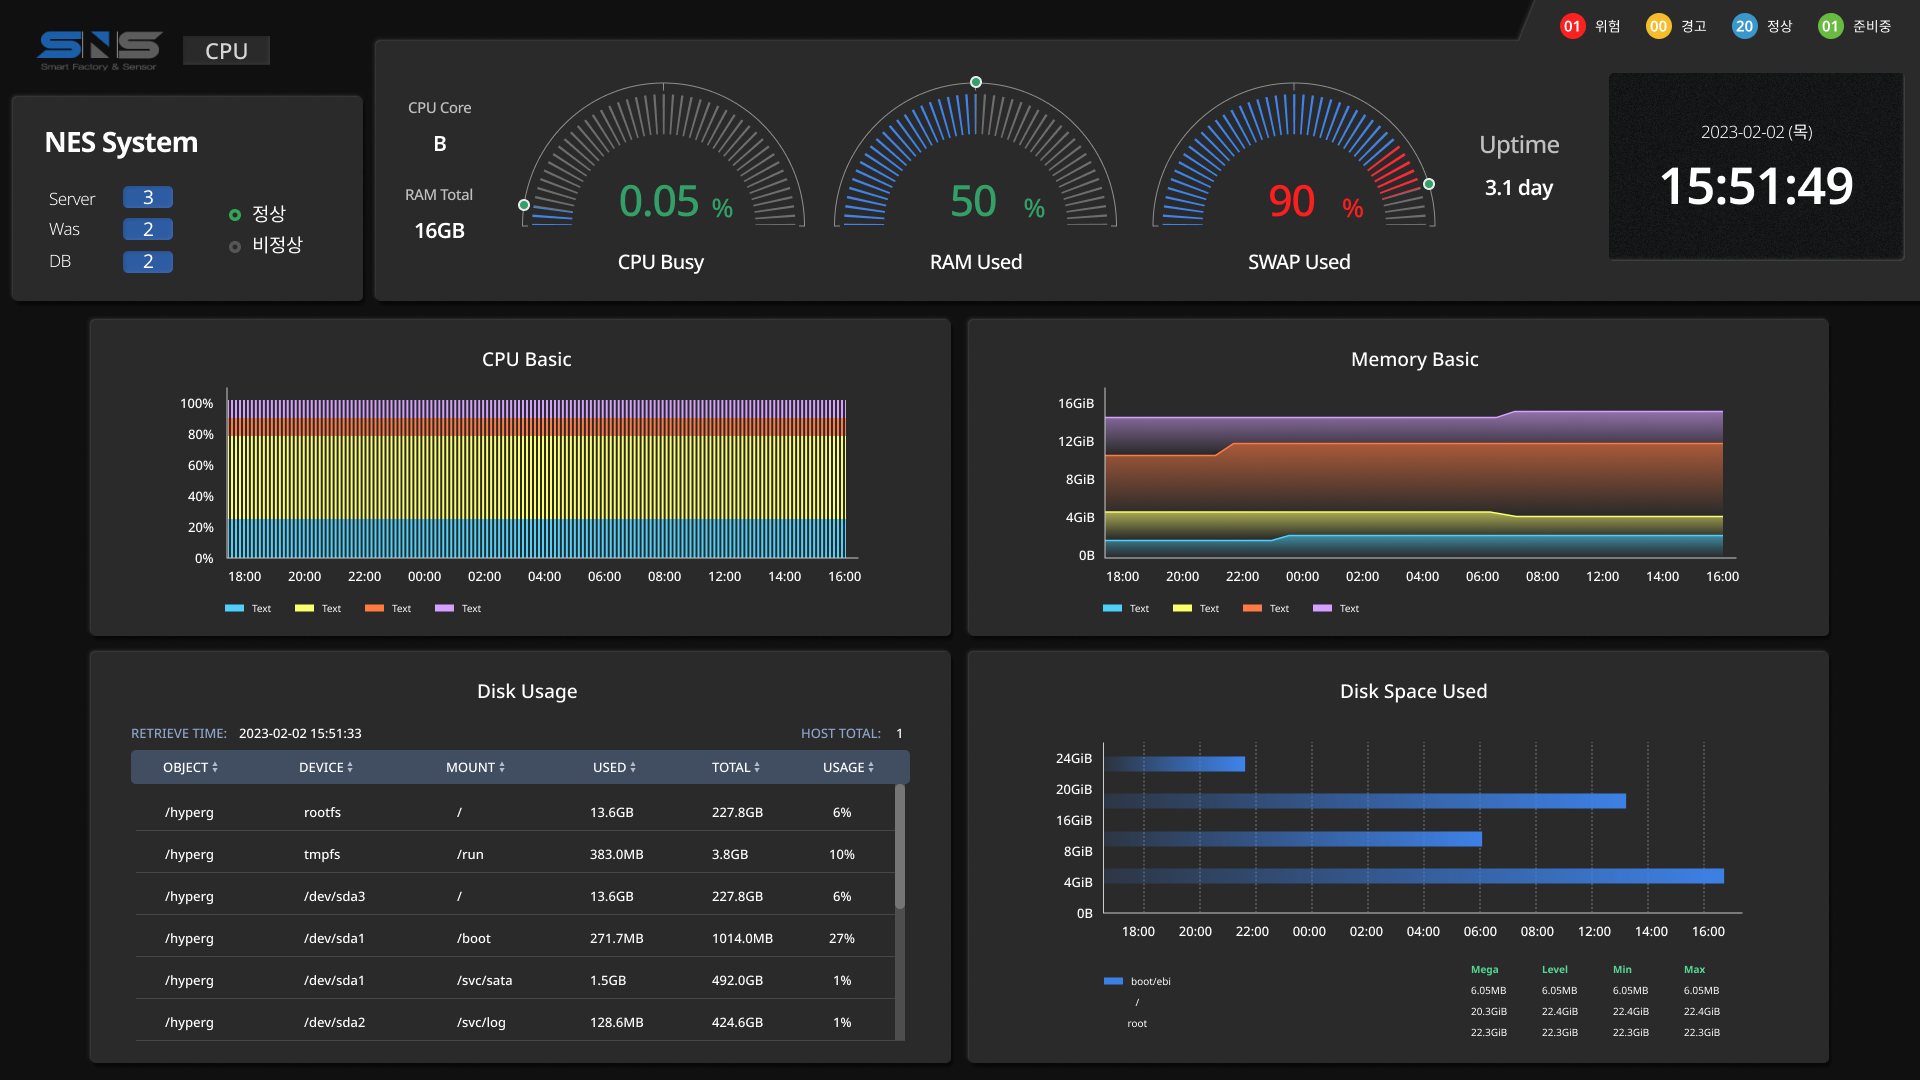 SNS
Smart Factory & Sensor
CPU
01 위험 00 경고 20 정상 01 준비중
NES System
Server 3
Was 2
DB 2
정상
비정상
CPU Core
B
RAM Total
16GB
0.05 %
CPU Busy
50 %
RAM Used
90 %
SWAP Used
Uptime
3.1 day
2023-02-02 (목)
15:51:49
CPU Basic
100%
80%
60%
40%
20%
0%
18:00 20:00 22:00 00:00 02:00 04:00 06:00 08:00 12:00 14:00 16:00
Text Text Text Text
Memory Basic
16GiB
12GiB
8GiB
4GiB
0B
18:00 20:00 22:00 00:00 02:00 04:00 06:00 08:00 12:00 14:00 16:00
Text Text Text Text
Disk Usage
RETRIEVE TIME: 2023-02-02 15:51:33 HOST TOTAL: 1
OBJECT DEVICE MOUNT USED TOTAL USAGE
/hyperg rootfs / 13.6GB 227.8GB 6%
/hyperg tmpfs /run 383.0MB 3.8GB 10%
/hyperg /dev/sda3 / 13.6GB 227.8GB 6%
/hyperg /dev/sda1 /boot 271.7MB 1014.0MB 27%
/hyperg /dev/sda1 /svc/sata 1.5GB 492.0GB 1%
/hyperg /dev/sda2 /svc/log 128.6MB 424.6GB 1%
Disk Space Used
24GiB
20GiB
16GiB
8GiB
4GiB
0B
18:00 20:00 22:00 00:00 02:00 04:00 06:00 08:00 12:00 14:00 16:00
boot/ebi
/
root
Mega Level Min Max
6.05MB 6.05MB 6.05MB 6.05MB
20.3GiB 22.4GiB 22.4GiB 22.4GiB
22.3GiB 22.3GiB 22.3GiB 22.3GiB